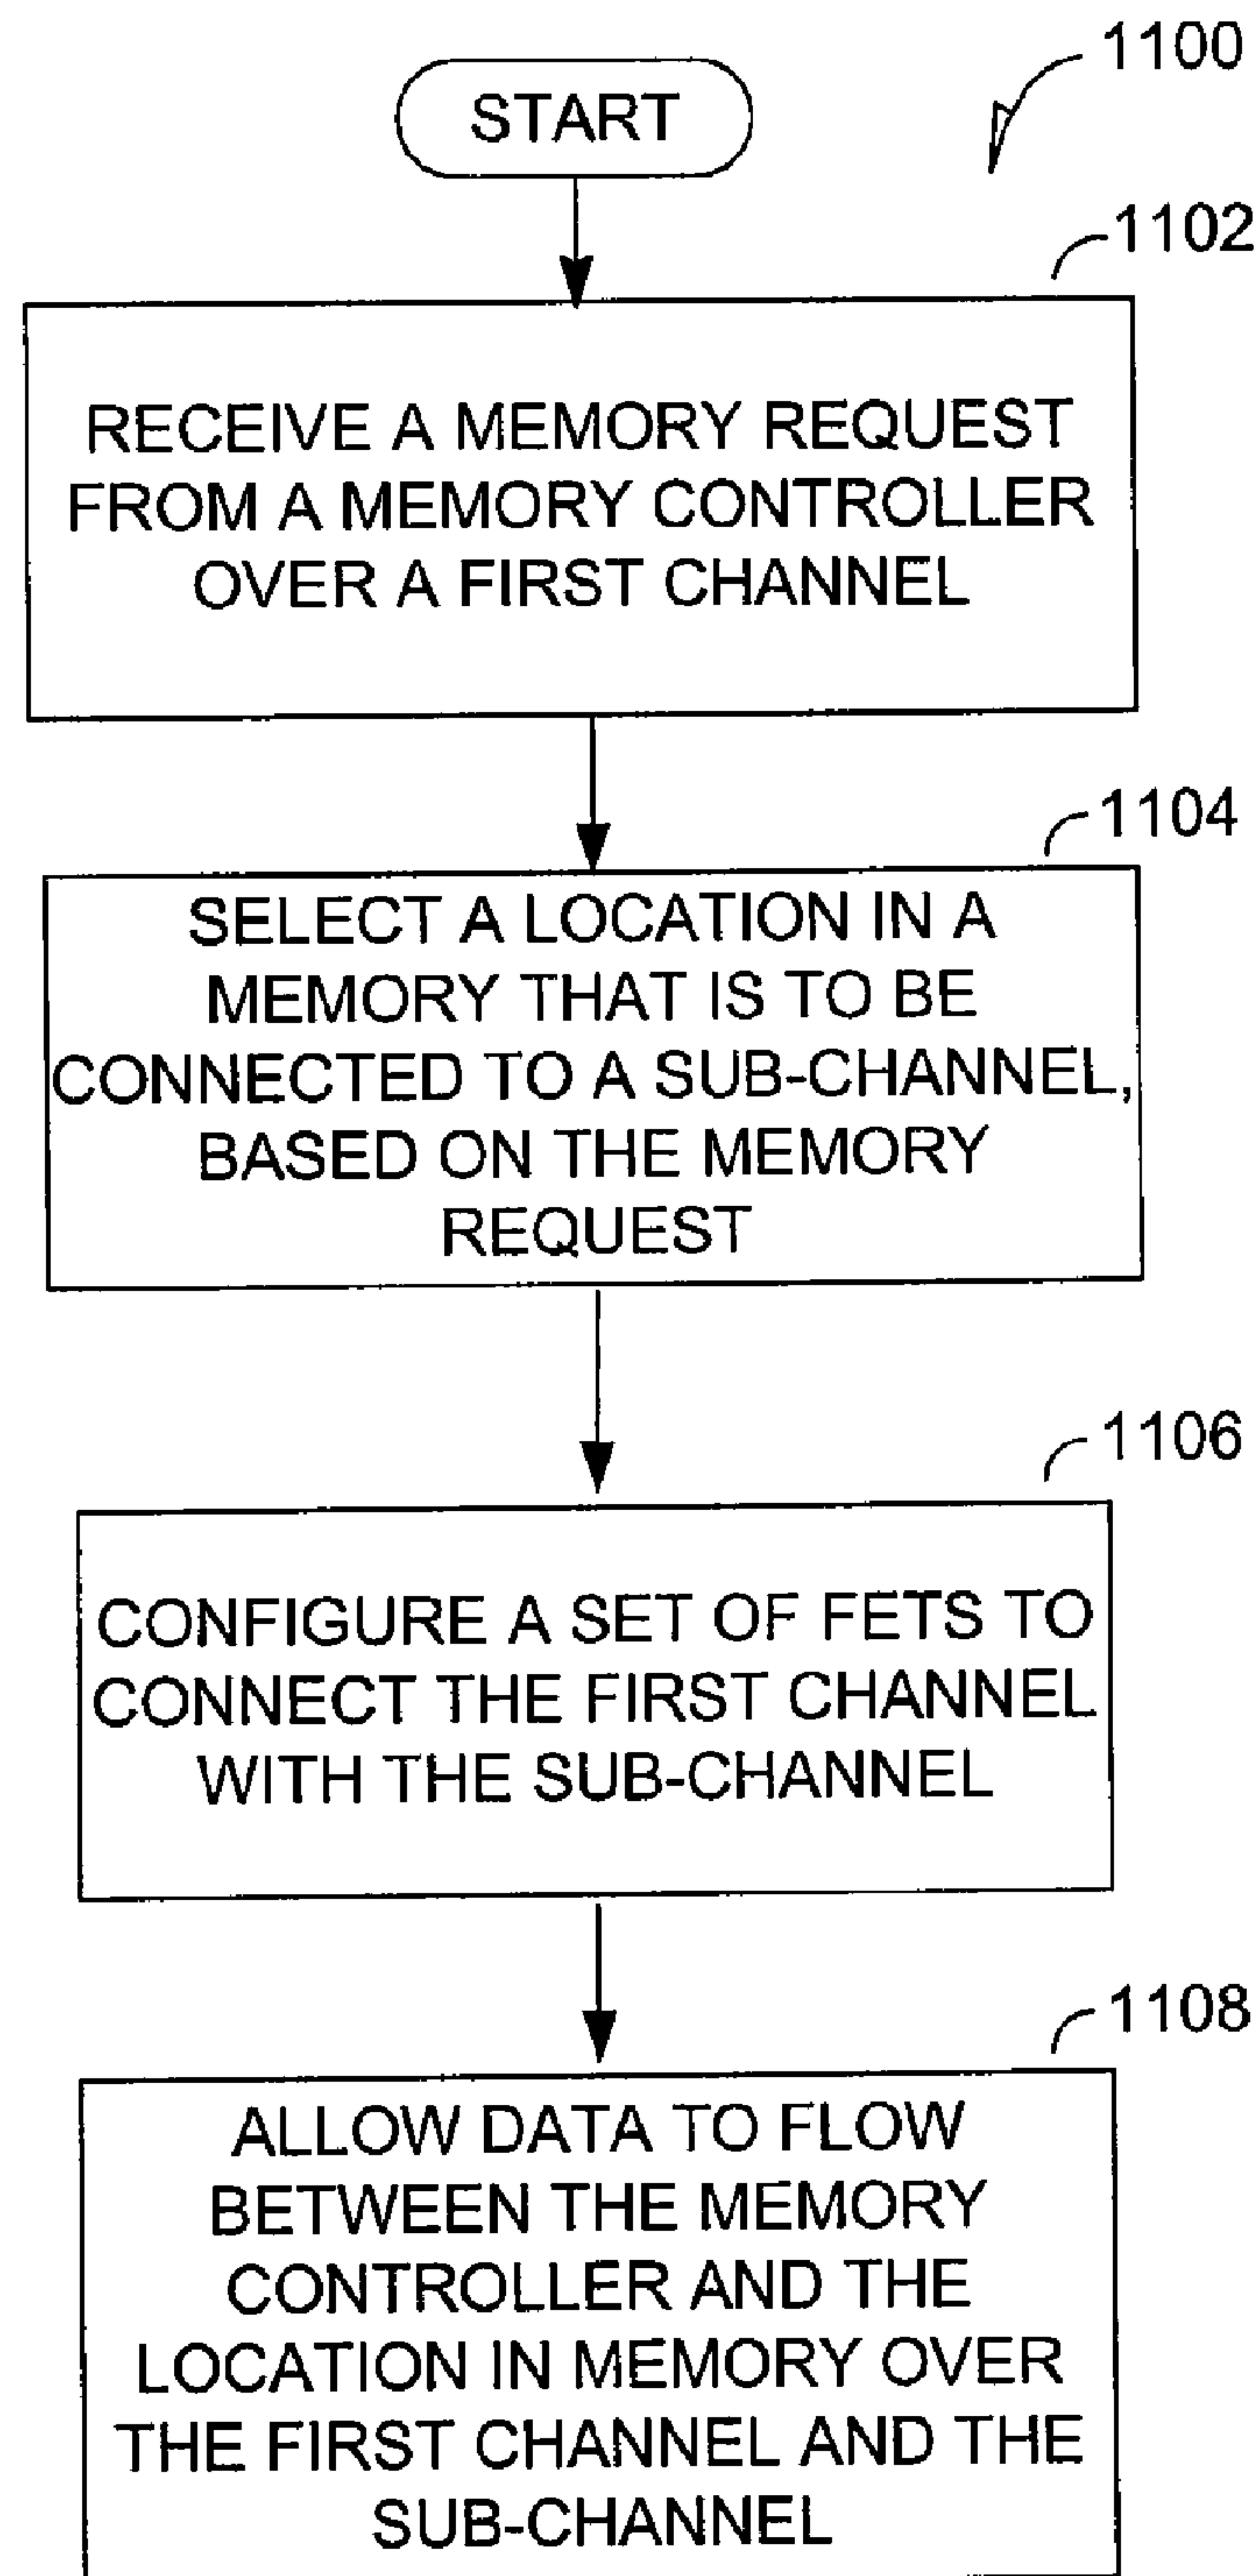 1100
START
1102
RECEIVE A MEMORY REQUEST
FROM A MEMORY CONTROLLER
OVER A FIRST CHANNEL
1104
SELECT A LOCATION IN A
MEMORY THAT IS TO BE
CONNECTED TO A SUB-CHANNEL,
BASED ON THE MEMORY
REQUEST
1106
CONFIGURE A SET OF FETS TO
CONNECT THE FIRST CHANNEL
WITH THE SUB-CHANNEL
1108
ALLOW DATA TO FLOW
BETWEEN THE MEMORY
CONTROLLER AND THE
LOCATION IN MEMORY OVER
THE FIRST CHANNEL AND THE
SUB-CHANNEL